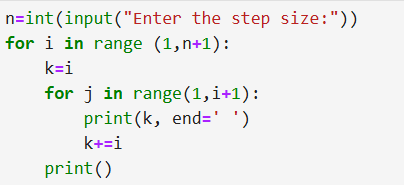 n=int(input("Enter the step size:"))
for i in range (1,n+1):
    k=i
    for j in range(1,i+1):
        print(k, end=' ')
        k+=i
    print()